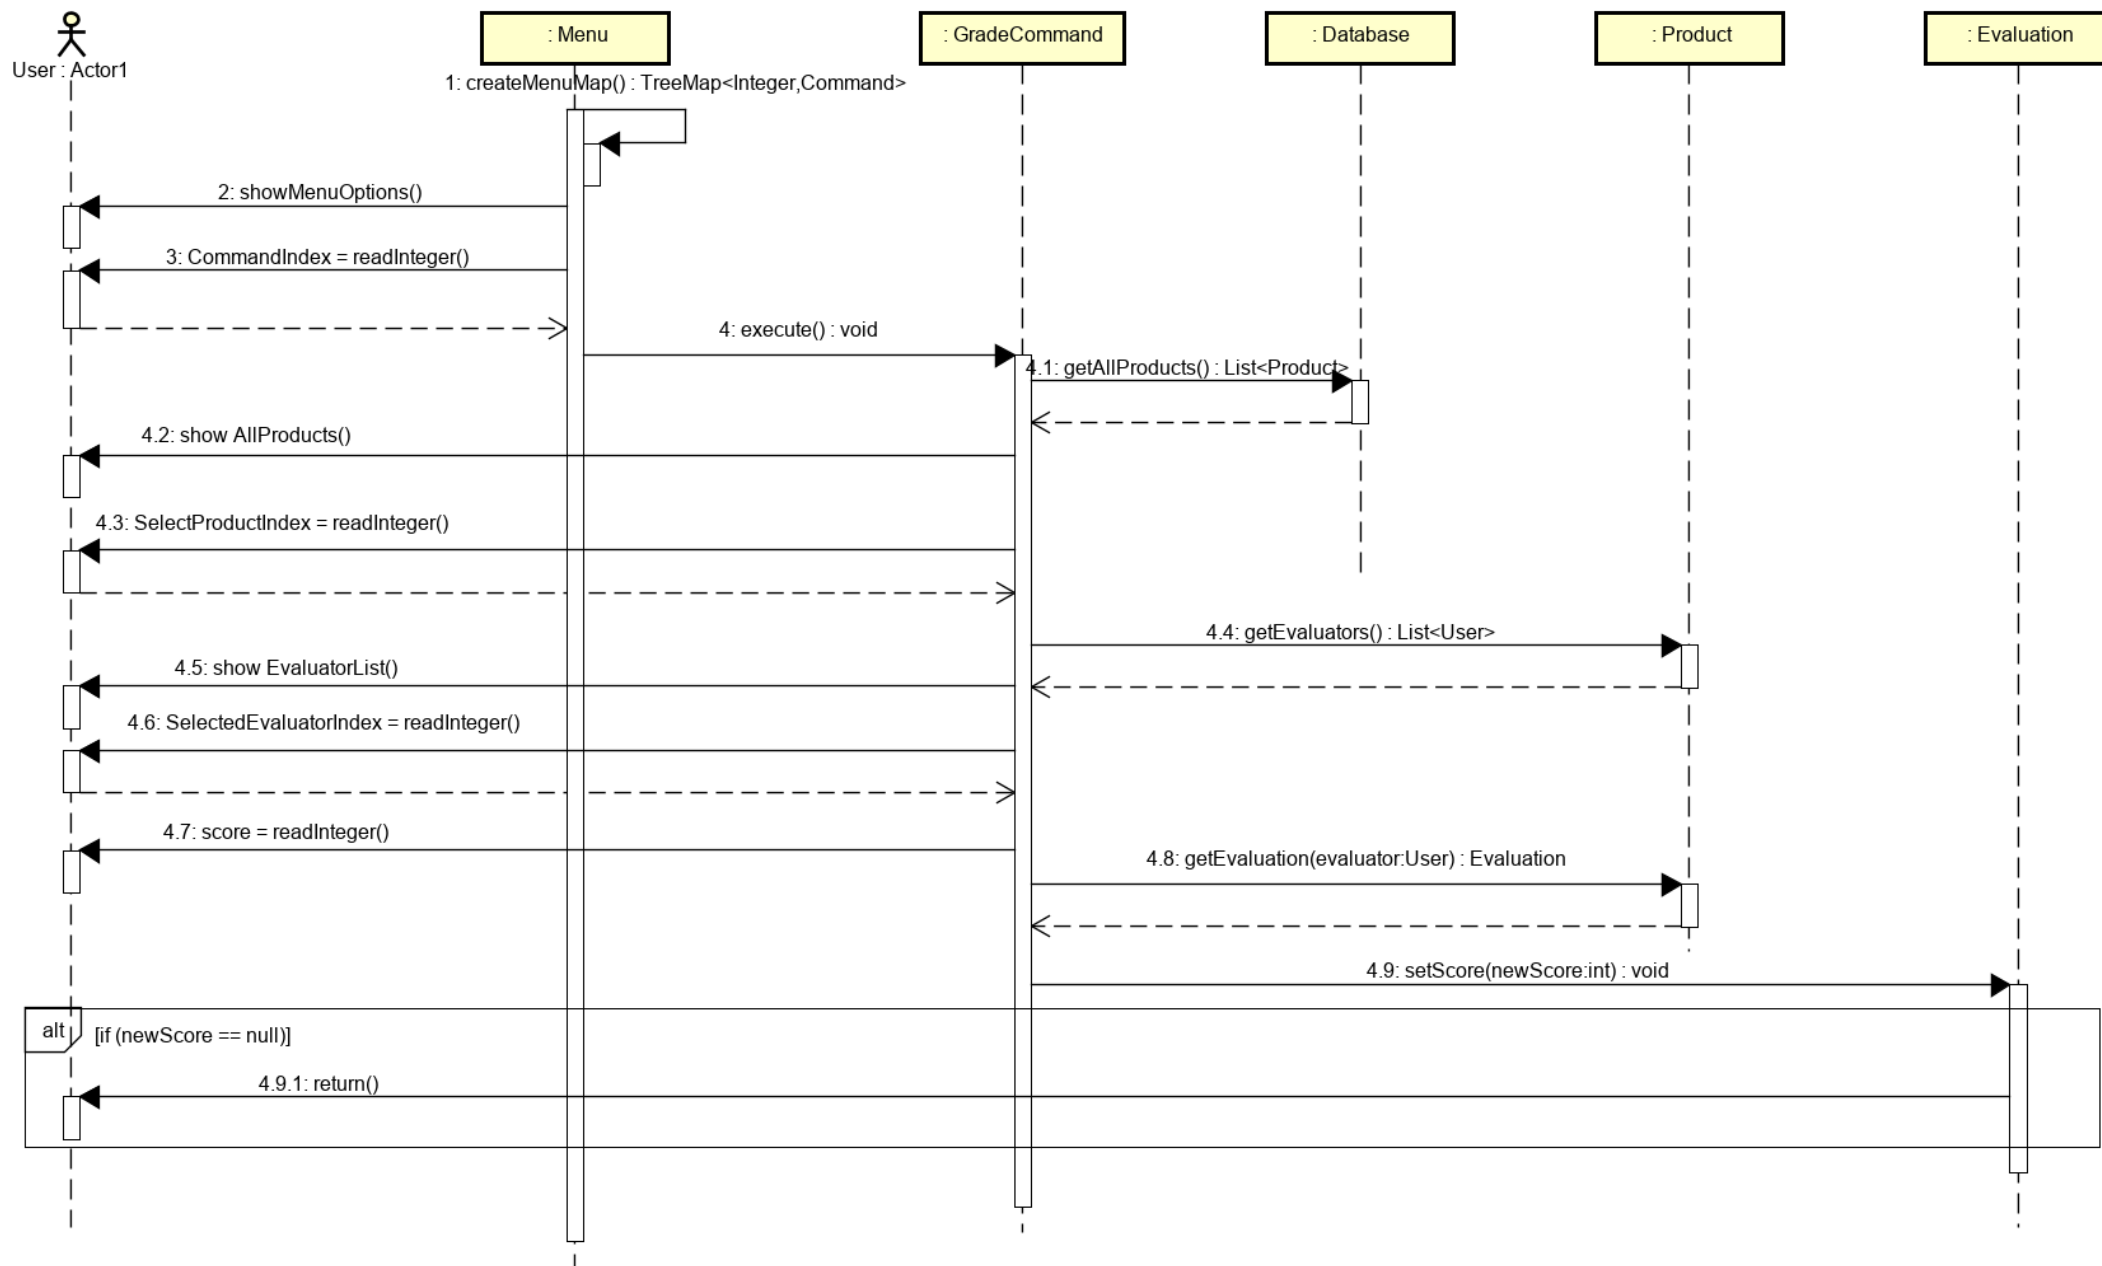 : Menu
: GradeCommand
: Database
: Product
: Evaluation
User : Actor1
1: createMenuMap() : TreeMap<Integer,Command>
2: showMenuOptions()
3: CommandIndex = readInteger()
4: execute() : void
4.1: getAllProducts() : List<Product>
4.2: show AllProducts()
4.3: SelectProductIndex = readInteger()
4.4: getEvaluators() : List<User>
4.5: show EvaluatorList()
4.6: SelectedEvaluatorIndex = readInteger()
4.7: score = readInteger()
4.8: getEvaluation(evaluator:User) : Evaluation
4.9: setScore(newScore:int) : void
alt [if (newScore == null)]
4.9.1: return()